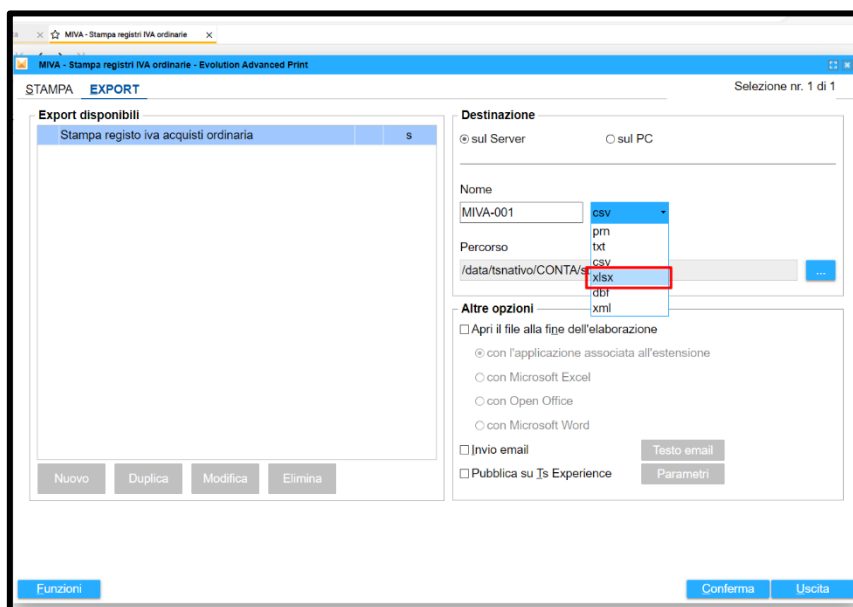 MIVA - Stampa registri IVA ordinarie
MIVA - Stampa registri IVA ordinarie - Evolution Advanced Print
STAMPA EXPORT
Selezione nr. 1 di 1
Export disponibili
Stampa registo iva acquisti ordinaria s
Nuovo Duplica Modifica Elimina
Destinazione
sul Server sul PC
Nome
MIVA-001 csv
prn
txt
csv
xlsx
dbf
xml
Percorso
/data/tsnativo/CONTA/s
...
Altre opzioni
Apri il file alla fine dell'elaborazione
con l'applicazione associata all'estensione
con Microsoft Excel
con Open Office
con Microsoft Word
Invio email Testo email
Pubblica su Ts Experience Parametri
Funzioni Conferma Uscita